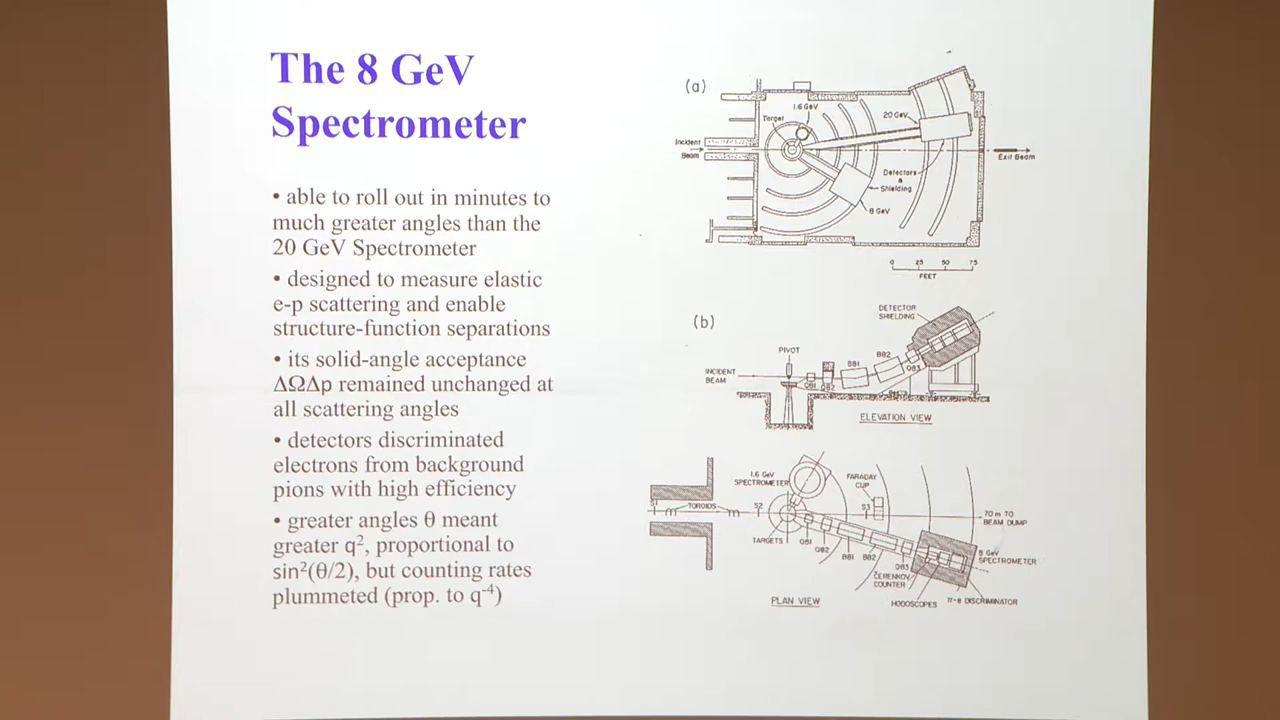 The 8 GeV
Spectrometer
• able to roll out in minutes to
much greater angles than the
20 GeV Spectrometer
• designed to measure elastic
e-p scattering and enable
structure-function separations
• its solid-angle acceptance
ΔΩΔp remained unchanged at
all scattering angles
• detectors discriminated
electrons from background
pions with high efficiency
• greater angles θ meant
greater q², proportional to
sin²(θ/2), but counting rates
plummeted (prop. to q⁻⁴)
(a)
1.6 GeV
Target
20 GeV
Incident
Beam
Exit Beam
Detectors
&
Shielding
8 GeV
0 25 50 75
FEET
(b)
DETECTOR
SHIELDING
PIVOT
BB2
BB1
QB3
INCIDENT
BEAM
QB1 QB2
ELEVATION VIEW
1.6 GeV
SPECTROMETER
FARADAY
CUP
S1
TOROIDS
S2
S3
70 m TO
BEAM DUMP
TARGETS
QB1
QB2
BB1
BB2
QB3
8 GeV
SPECTROMETER
ČERENKOV
COUNTER
HODOSCOPES
π-e DISCRIMINATOR
PLAN VIEW